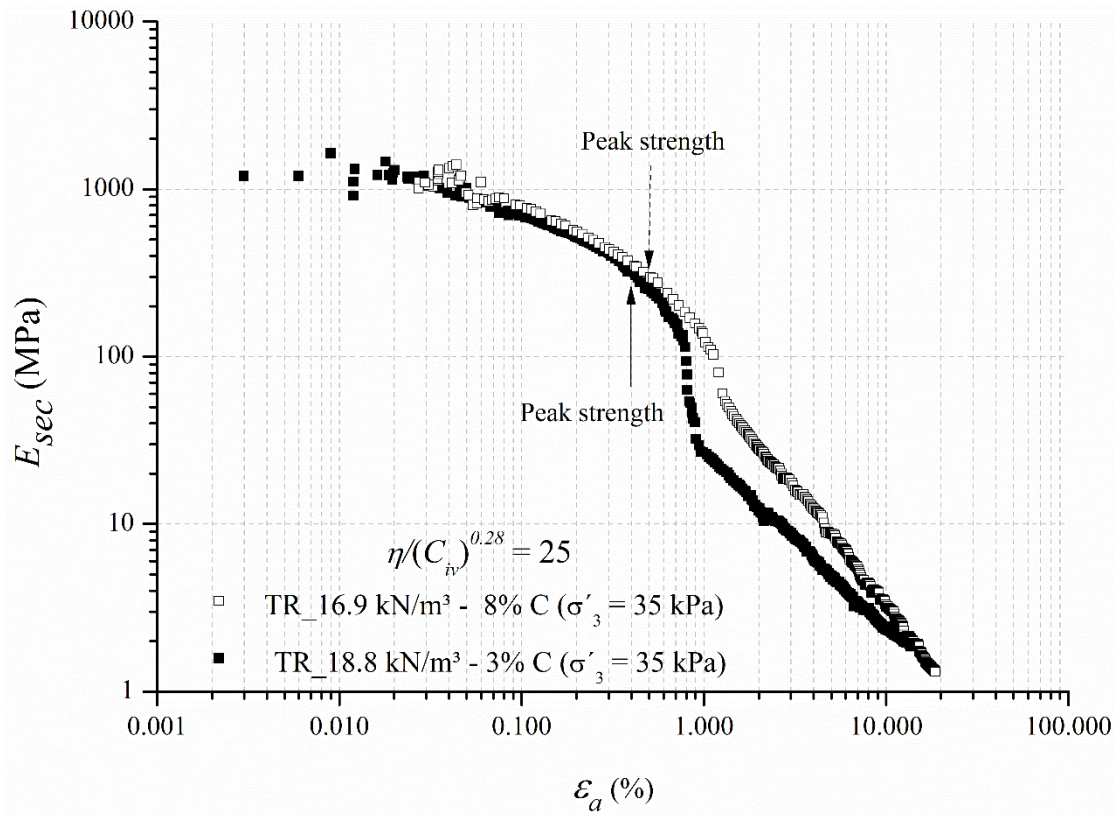 10000
1000
100
10
1
E_sec (MPa)
Peak strength
Peak strength
η/(C_iv)^0.28 = 25
TR_16.9 kN/m³ - 8% C (σ′_3 = 35 kPa)
TR_18.8 kN/m³ - 3% C (σ′_3 = 35 kPa)
0.001 0.010 0.100 1.000 10.000 100.000
ε_a (%)